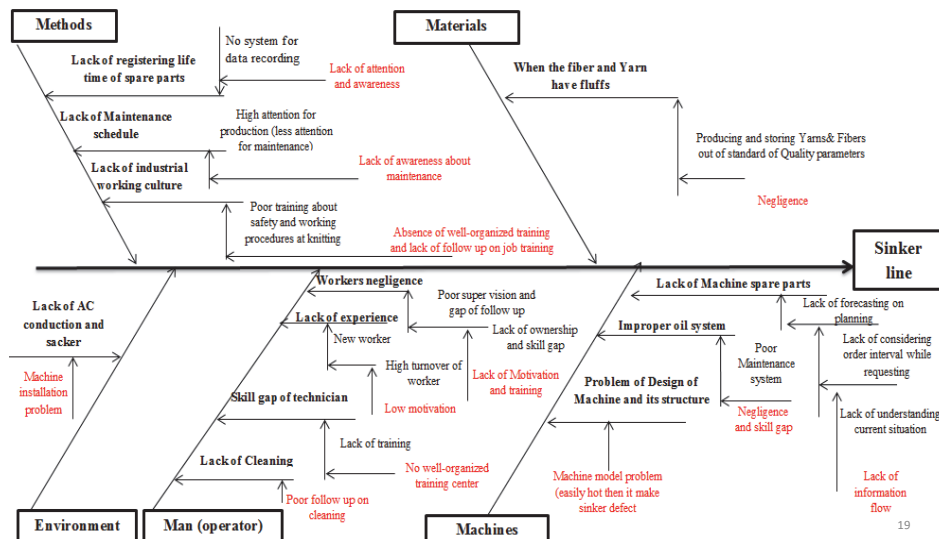 Methods
Materials
No system for
data recording
Lack of registering life
time of spare parts
Lack of attention
and awareness
When the fiber and Yarn
have fluffs
Lack of Maintenance
schedule
High attention for
production (less attention
for maintenance)
Lack of awareness about
maintenance
Producing and storing Yarns& Fibers
out of standard of Quality parameters
Negligence
Lack of industrial
working culture
Poor training about
safety and working
procedures at knitting
Absence of well-organized training
and lack of follow up on job training
Sinker
line
Lack of AC
conduction and
sacker
Machine
installation
problem
Workers negligence
Poor super vision and
gap of follow up
Lack of ownership
and skill gap
Lack of Motivation
and training
Lack of experience
New worker
High turnover of
worker
Low motivation
Skill gap of technician
Lack of training
No well-organized
training center
Lack of Cleaning
Poor follow up on
cleaning
Lack of Machine spare parts
Lack of forecasting on
planning
Lack of considering
order interval while
requesting
Lack of understanding
current situation
Lack of
information
flow
Improper oil system
Poor
Maintenance
system
Negligence
and skill gap
Problem of Design of
Machine and its structure
Machine model problem
(easily hot then it make
sinker defect
Environment
Man (operator)
Machines
19